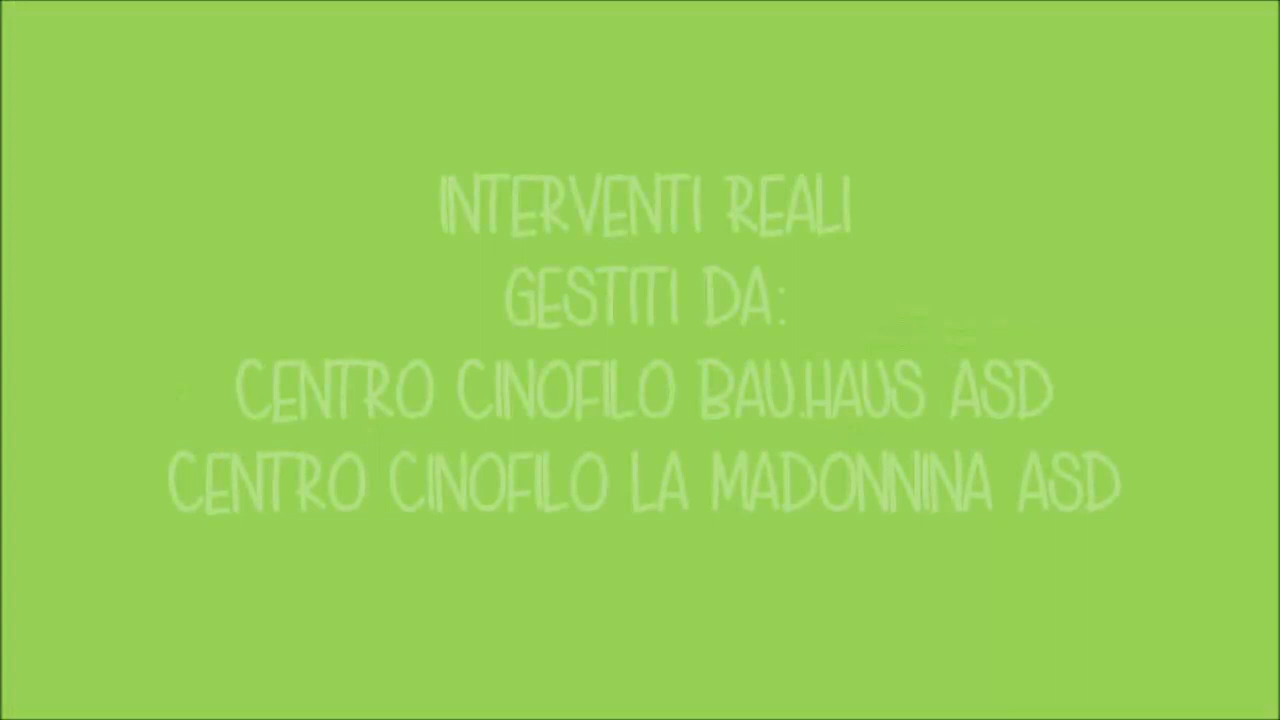 INTERVENTI REALI
GESTITI DA:
CENTRO CINOFILO BAU.HAUS ASD
CENTRO CINOFILO LA MADONNINA ASD